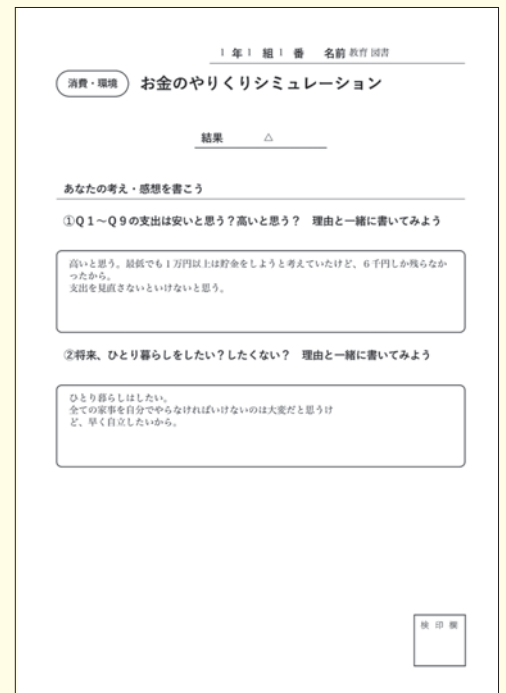 1 年 1 組 1 番 名前 教育 図書
消費・環境 お金のやりくりシミュレーション
結果 △
あなたの考え・感想を書こう
①Q1～Q9の支出は安いと思う？高いと思う？ 理由と一緒に書いてみよう
高いと思う。最低でも1万円以上は貯金をしようと考えていたけど、6千円しか残らなか
ったから。
支出を見直さないといけないと思う。
②将来、ひとり暮らしをしたい？したくない？ 理由と一緒に書いてみよう
ひとり暮らしはしたい。
全ての家事を自分でやらなければいけないのは大変だと思うけ
ど、早く自立したいから。
検 印 欄